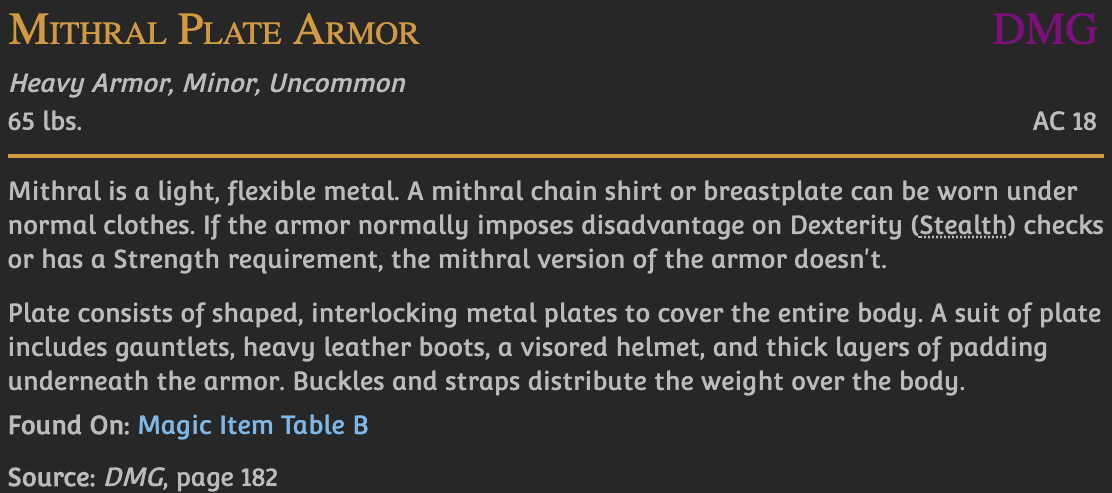 Mithral Plate Armor DMG
Heavy Armor, Minor, Uncommon
65 lbs. AC 18
Mithral is a light, flexible metal. A mithral chain shirt or breastplate can be worn under
normal clothes. If the armor normally imposes disadvantage on Dexterity (Stealth) checks
or has a Strength requirement, the mithral version of the armor doesn't.
Plate consists of shaped, interlocking metal plates to cover the entire body. A suit of plate
includes gauntlets, heavy leather boots, a visored helmet, and thick layers of padding
underneath the armor. Buckles and straps distribute the weight over the body.
Found On: Magic Item Table B
Source: DMG, page 182